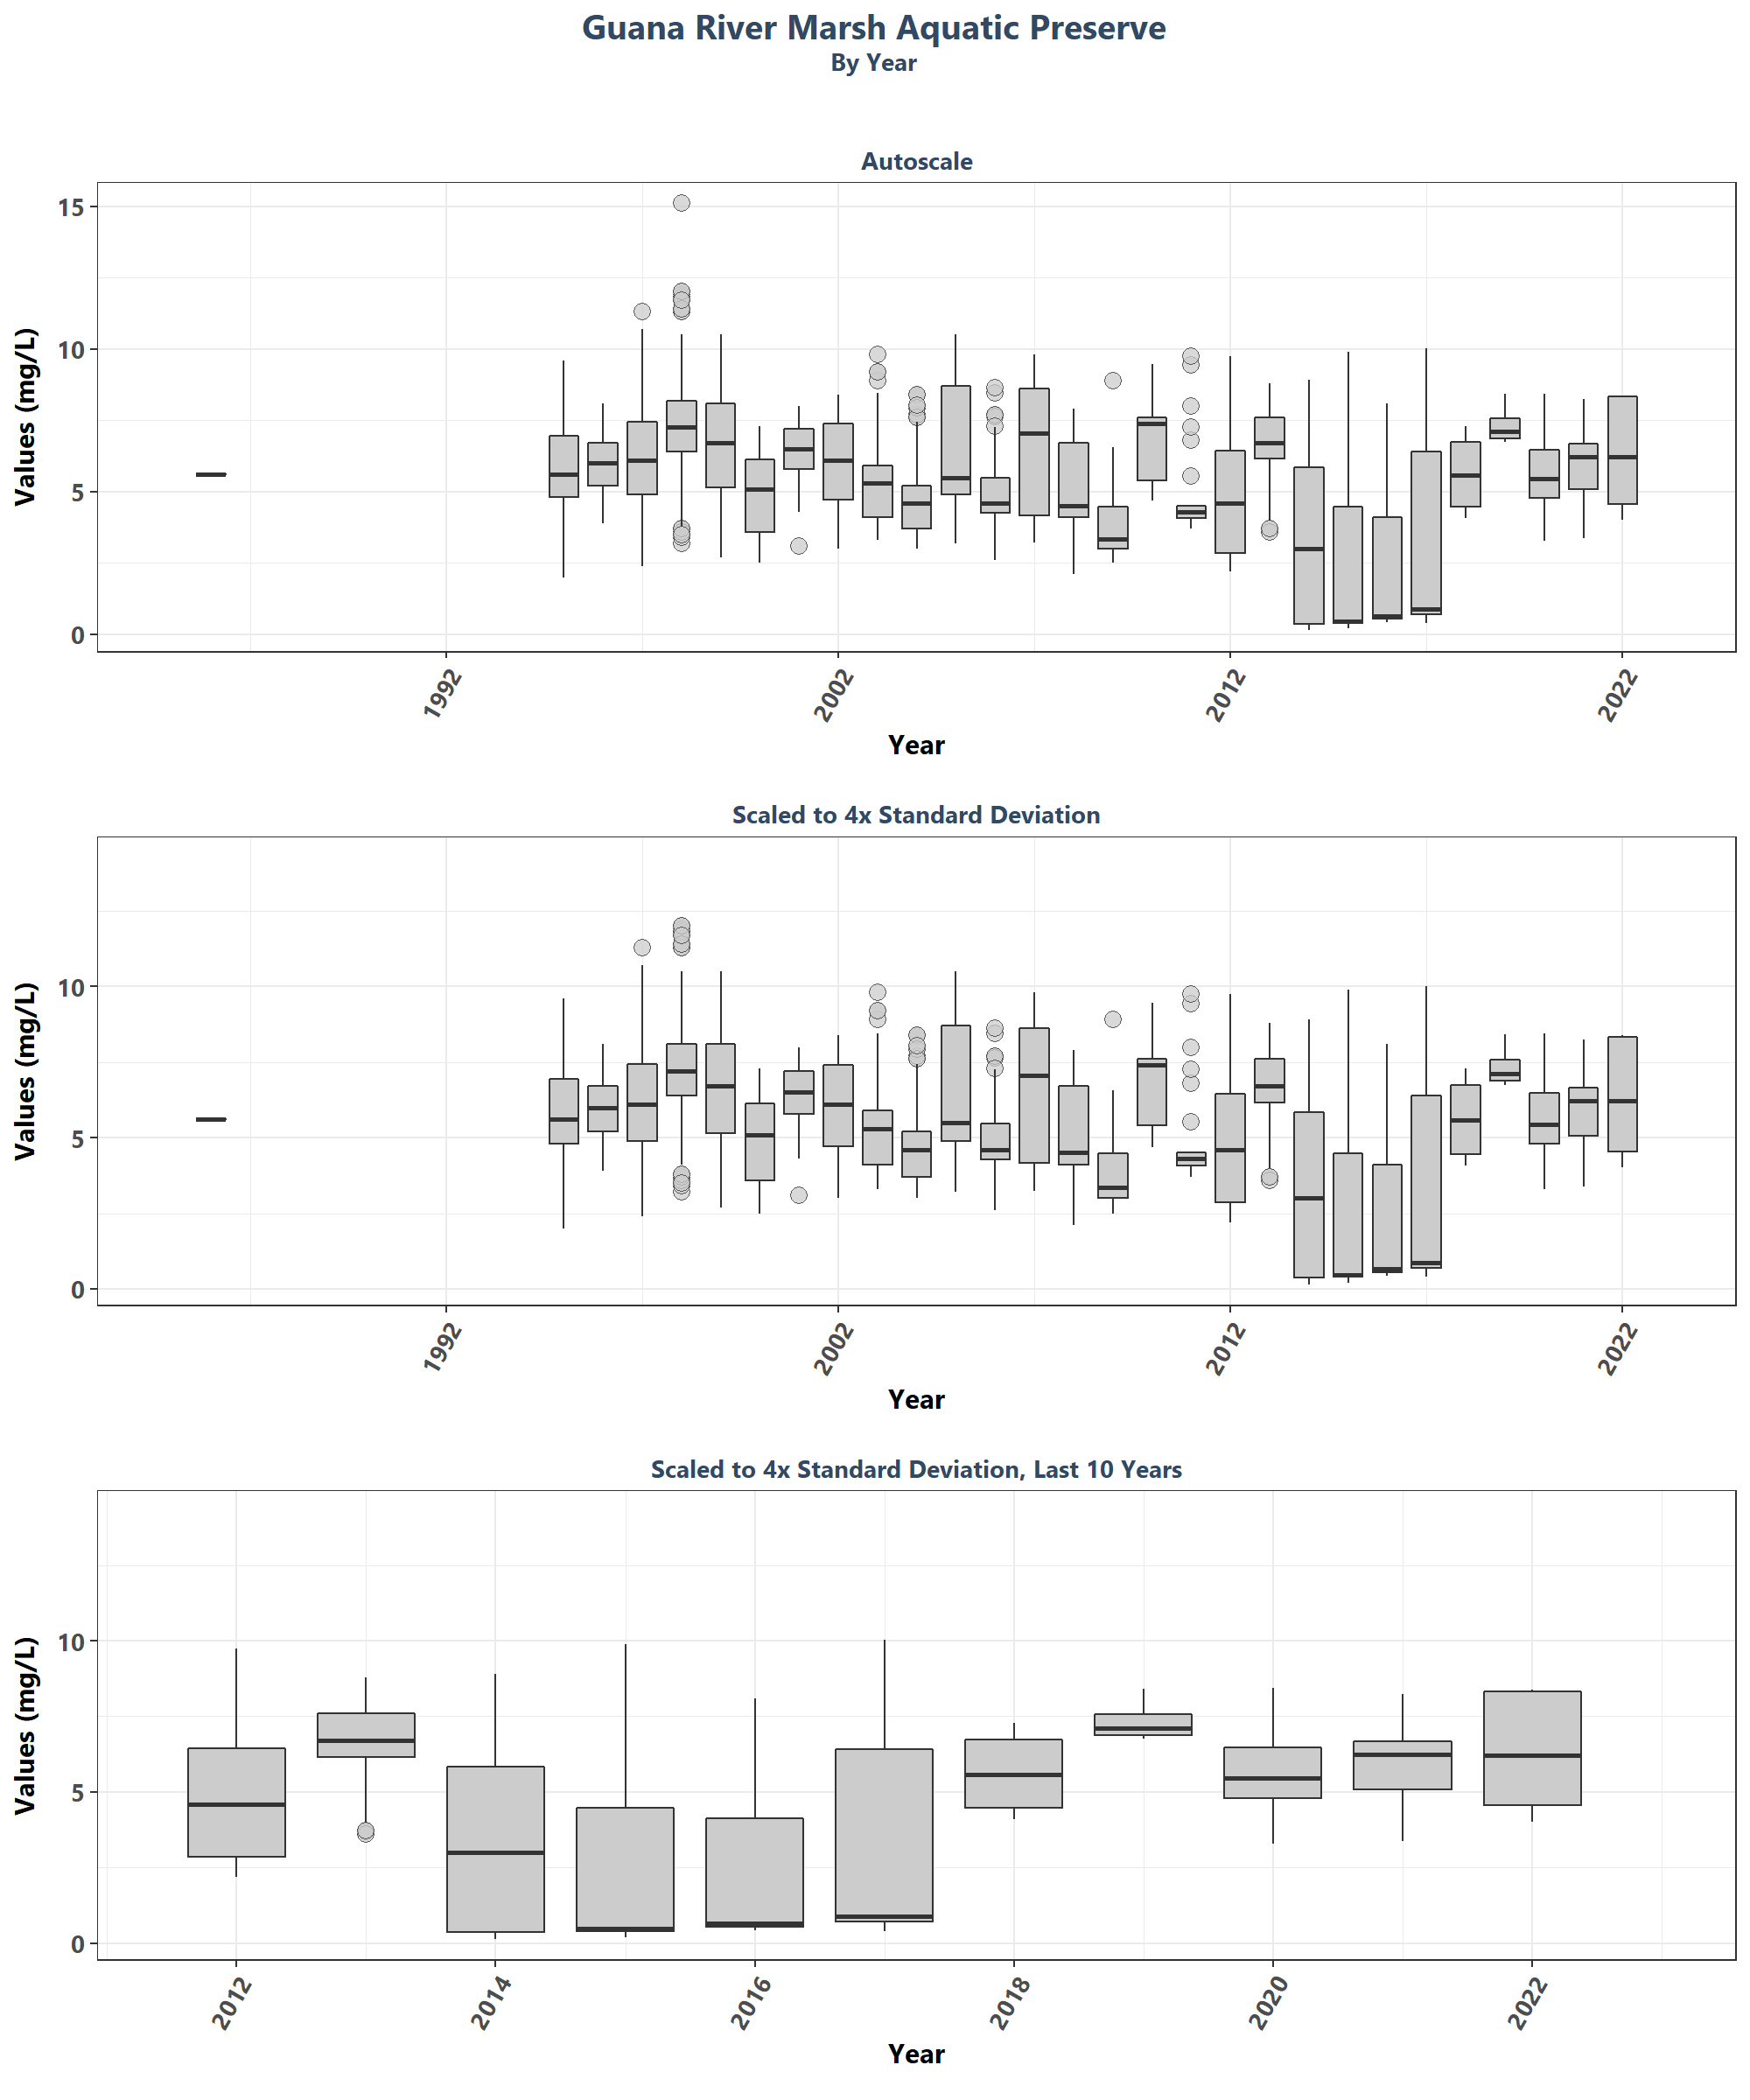 Guana River Marsh Aquatic Preserve
By Year
Autoscale
Values (mg/L)
15
10
5
0
1992
2002
2012
2022
Year
Scaled to 4x Standard Deviation
Values (mg/L)
10
5
0
1992
2002
2012
2022
Year
Scaled to 4x Standard Deviation, Last 10 Years
Values (mg/L)
10
5
0
2012
2014
2016
2018
2020
2022
Year